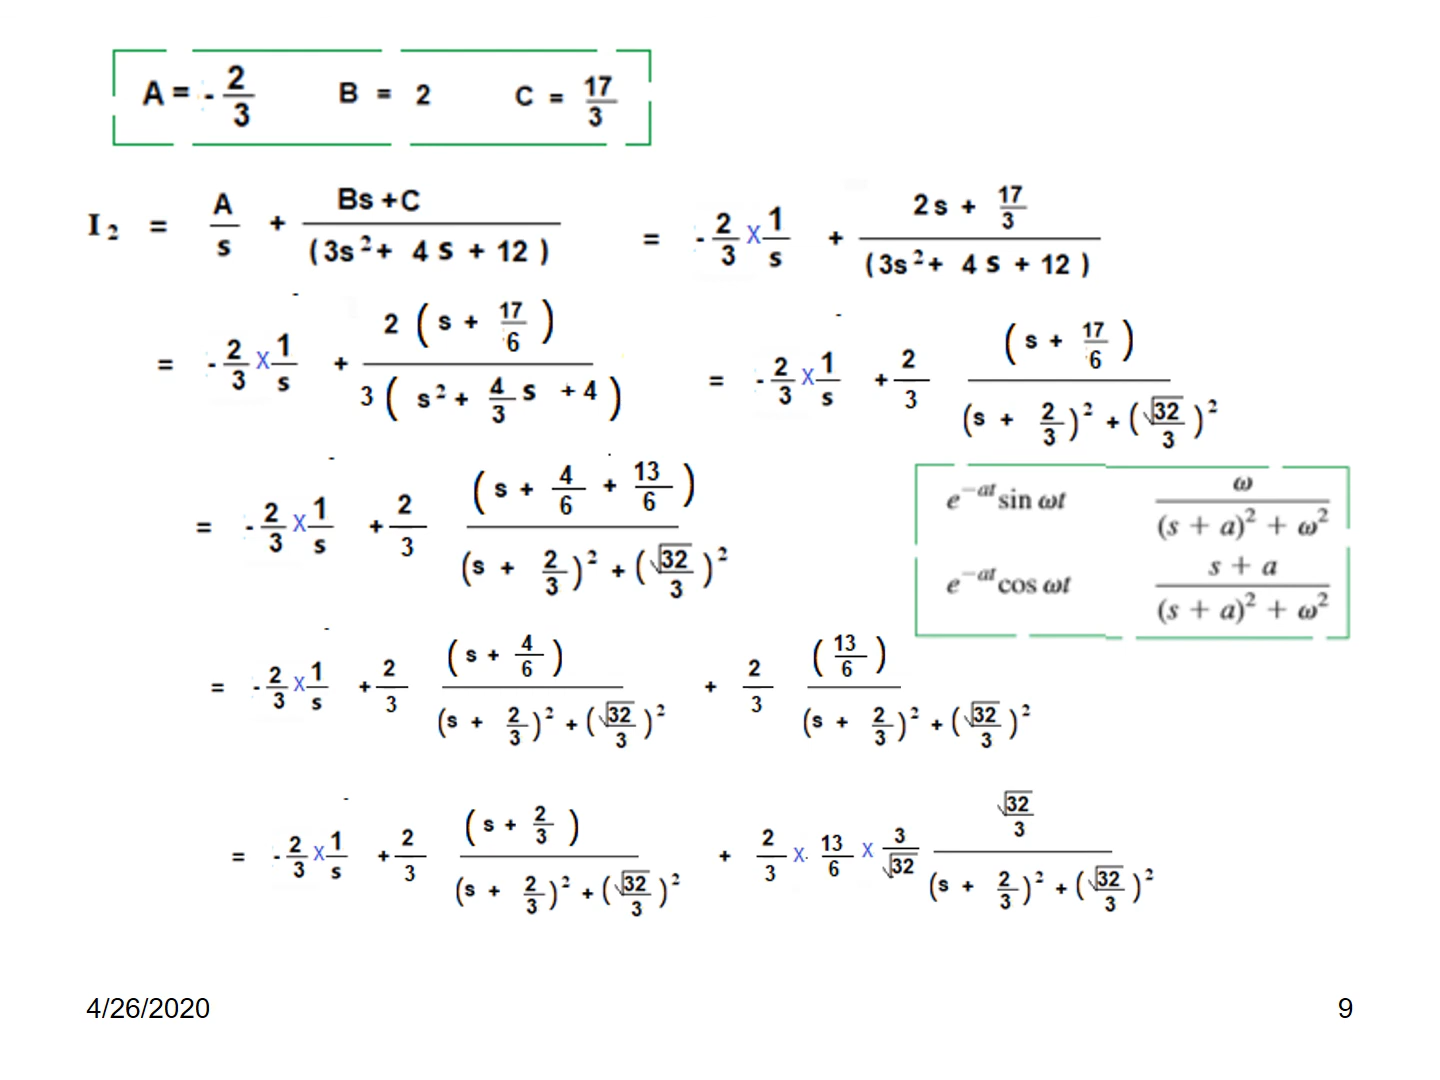 A = - 2/3 B = 2 C = 17/3
I₂ = A/s + (Bs + C)/(3s² + 4s + 12) = - 2/3 × 1/s + (2s + 17/3)/(3s² + 4s + 12)
= - 2/3 × 1/s + 2(s + 17/6)/3(s² + 4/3 s + 4) = - 2/3 × 1/s + 2/3 (s + 17/6)/((s + 2/3)² + (√32/3)²)
= - 2/3 × 1/s + 2/3 (s + 4/6 + 13/6)/((s + 2/3)² + (√32/3)²)
e^(−at) sin ωt ω/((s + a)² + ω²)
e^(−at) cos ωt (s + a)/((s + a)² + ω²)
= - 2/3 × 1/s + 2/3 (s + 4/6)/((s + 2/3)² + (√32/3)²) + 2/3 (13/6)/((s + 2/3)² + (√32/3)²)
= - 2/3 × 1/s + 2/3 (s + 2/3)/((s + 2/3)² + (√32/3)²) + 2/3 × 13/6 × 3/√32 (√32/3)/((s + 2/3)² + (√32/3)²)
4/26/2020 9